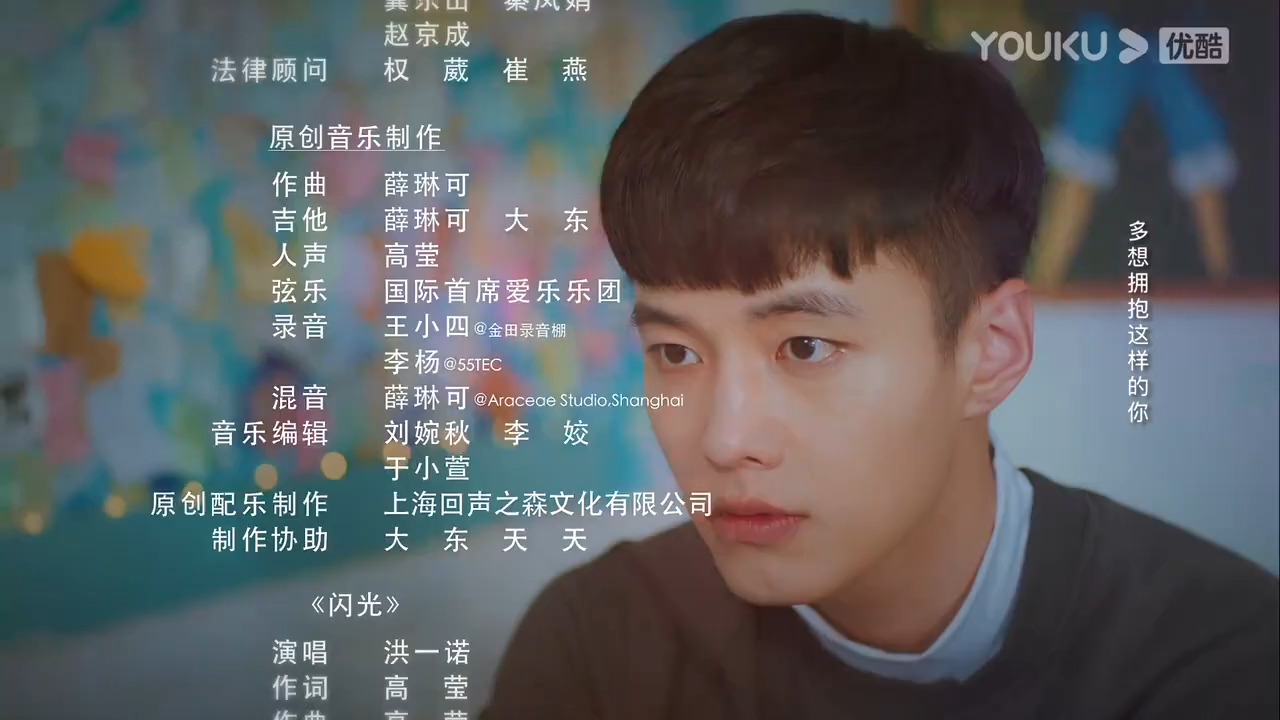 YOUKU 优酷
赵京成
法律顾问 权 葳 崔 燕
原创音乐制作
作曲 薛琳可
吉他 薛琳可 大 东
人声 高莹
弦乐 国际首席爱乐乐团
录音 王小四@金田录音棚
李杨@55TEC
混音 薛琳可@Araceae Studio,Shanghai
音乐编辑 刘婉秋 李 姣
于小萱
原创配乐制作 上海回声之森文化有限公司
制作协助 大 东 天 天
《闪光》
演唱 洪一诺
作词 高 莹
多想拥抱这样的你